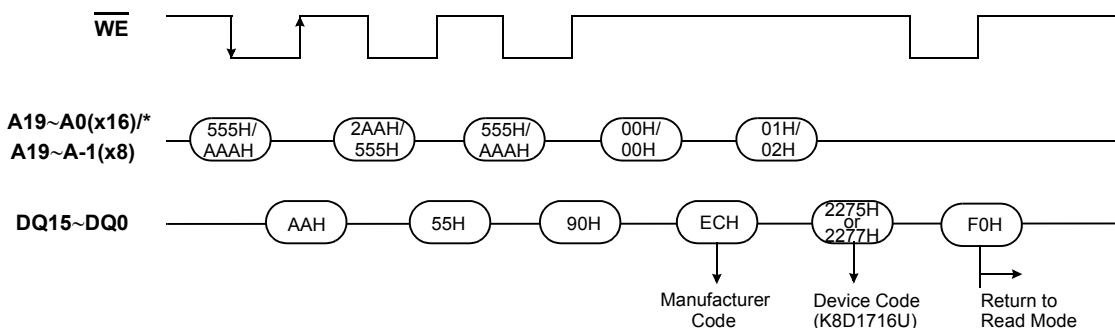 WE
A19~A0(x16)/*
A19~A-1(x8)
555H/
AAAH
2AAH/
555H
555H/
AAAH
00H/
00H
01H/
02H
DQ15~DQ0
AAH
55H
90H
ECH
2275H
or
2277H
F0H
Manufacturer
Code
Device Code
(K8D1716U)
Return to
Read Mode